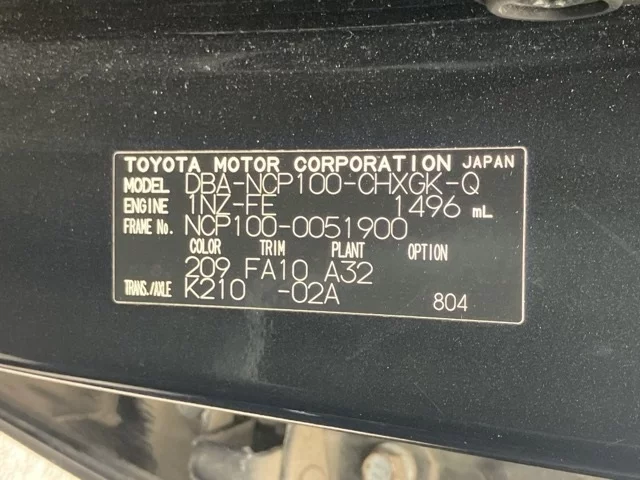 TOYOTA MOTOR CORPORATION JAPAN
MODEL DBA-NCP100-CHXGK-Q
ENGINE 1NZ-FE 1496 mL
FRAME No. NCP100-0051900
COLOR TRIM PLANT OPTION
209 FA10 A32
TRANS./AXLE K210 -02A 804